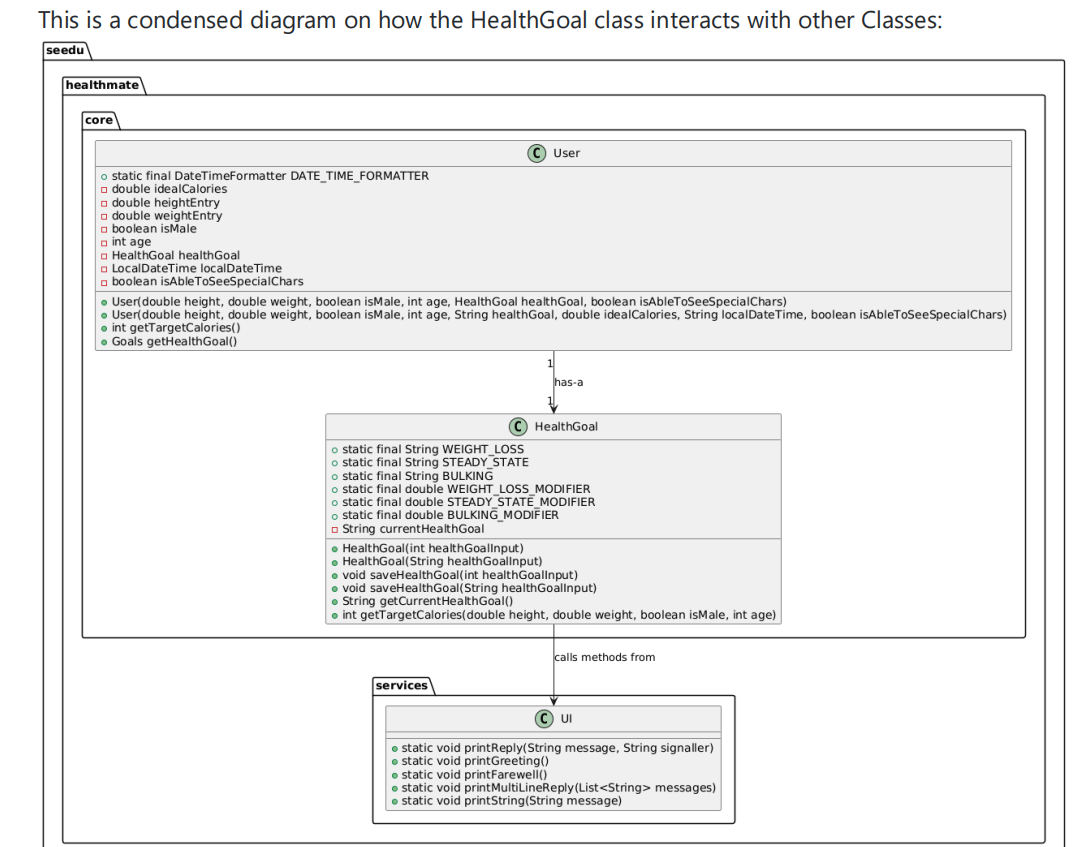 This is a condensed diagram on how the HealthGoal class interacts with other Classes:
seedu
healthmate
core
C User
static final DateTimeFormatter DATE_TIME_FORMATTER
double idealCalories
double heightEntry
double weightEntry
boolean isMale
int age
HealthGoal healthGoal
LocalDateTime localDateTime
boolean isAbleToSeeSpecialChars
User(double height, double weight, boolean isMale, int age, HealthGoal healthGoal, boolean isAbleToSeeSpecialChars)
User(double height, double weight, boolean isMale, int age, String healthGoal, double idealCalories, String localDateTime, boolean isAbleToSeeSpecialChars)
int getTargetCalories()
Goals getHealthGoal()
1
has-a
1
C HealthGoal
static final String WEIGHT_LOSS
static final String STEADY_STATE
static final String BULKING
static final double WEIGHT_LOSS_MODIFIER
static final double STEADY_STATE_MODIFIER
static final double BULKING_MODIFIER
String currentHealthGoal
HealthGoal(int healthGoalInput)
HealthGoal(String healthGoalInput)
void saveHealthGoal(int healthGoalInput)
void saveHealthGoal(String healthGoalInput)
String getCurrentHealthGoal()
int getTargetCalories(double height, double weight, boolean isMale, int age)
calls methods from
services
C UI
static void printReply(String message, String signaller)
static void printGreeting()
static void printFarewell()
static void printMultiLineReply(List<String> messages)
static void printString(String message)